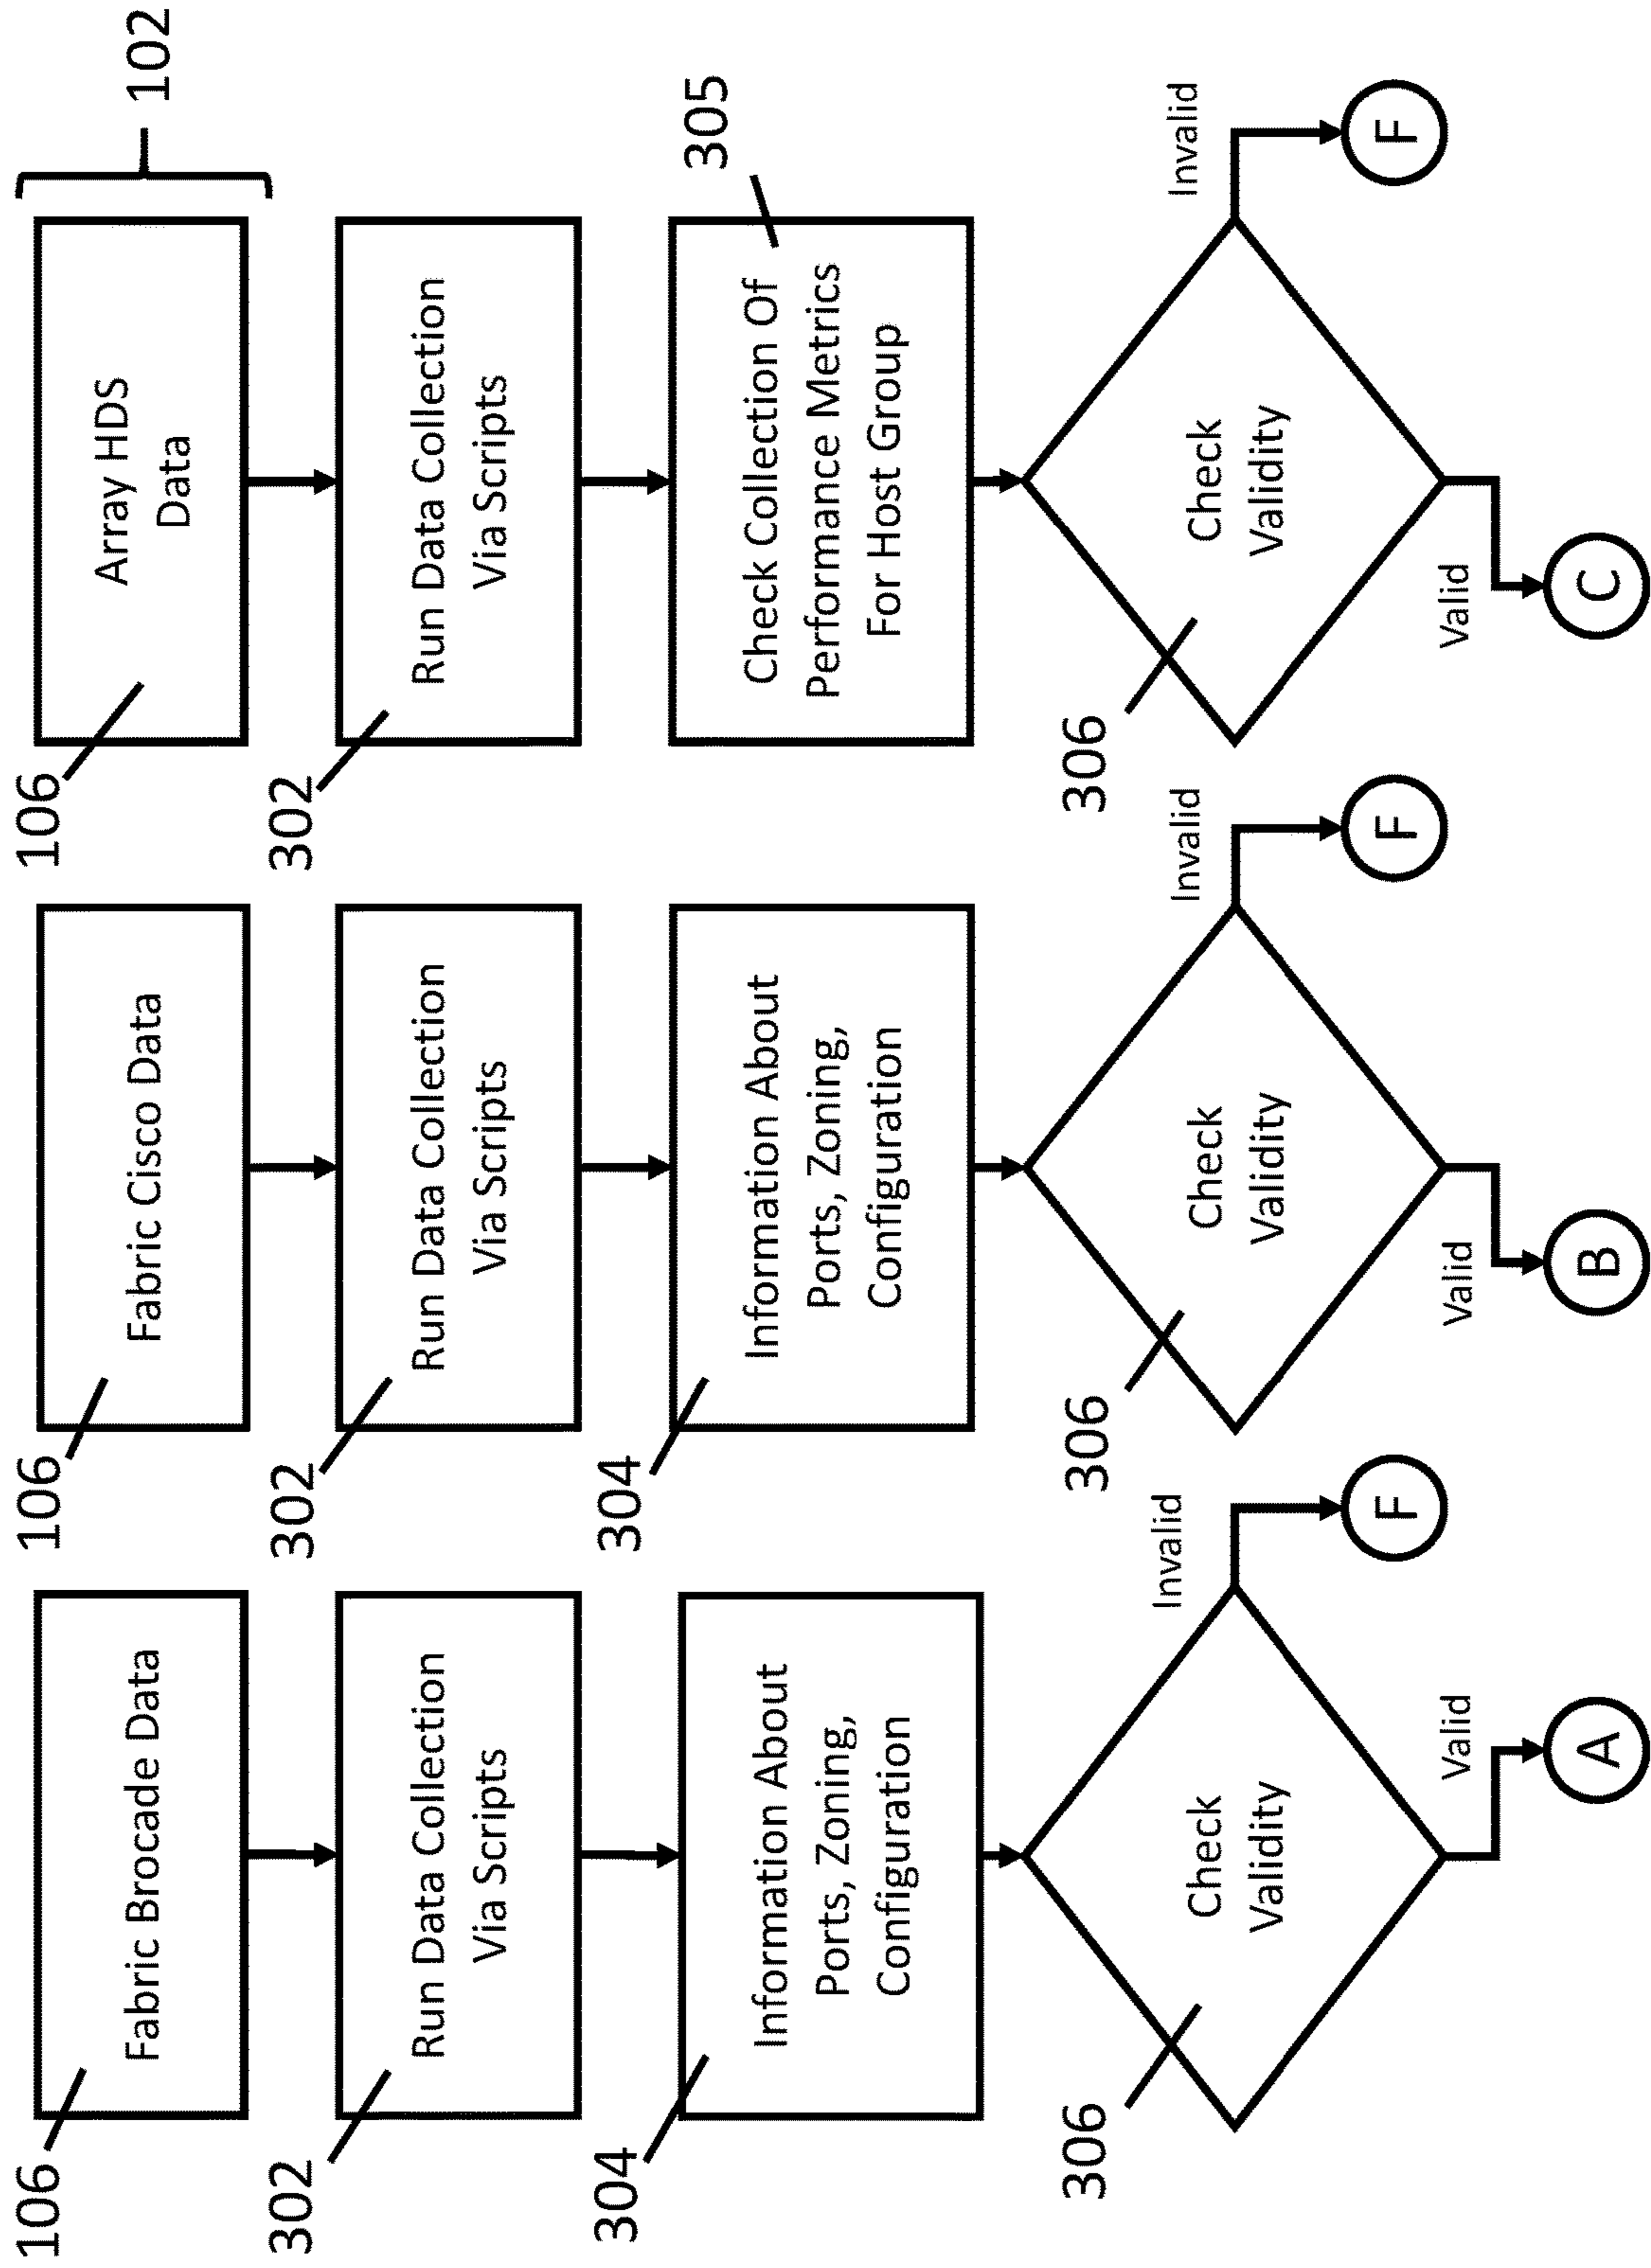 102
106
Fabric Brocade Data
106
Fabric Cisco Data
106
Array HDS
Data
302
Run Data Collection
Via Scripts
302
Run Data Collection
Via Scripts
302
Run Data Collection
Via Scripts
304
Information About
Ports, Zoning,
Configuration
304
Information About
Ports, Zoning,
Configuration
305
Check Collection Of
Performance Metrics
For Host Group
306
Check
Validity
Invalid
F
Valid
A
306
Check
Validity
Invalid
F
Valid
B
306
Check
Validity
Invalid
F
Valid
C